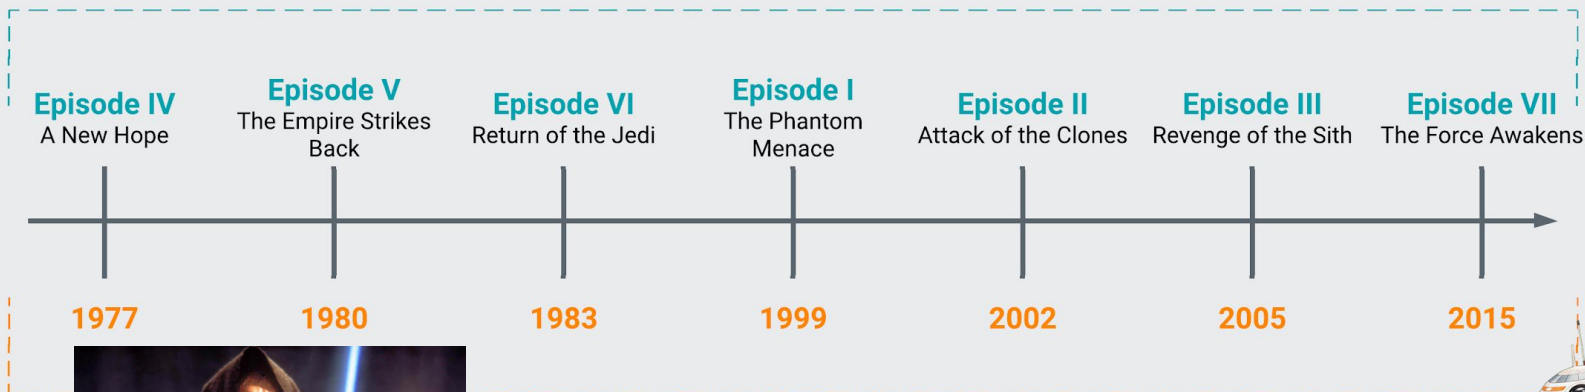 Episode IV
A New Hope
Episode V
The Empire Strikes
Back
Episode VI
Return of the Jedi
Episode I
The Phantom
Menace
Episode II
Attack of the Clones
Episode III
Revenge of the Sith
Episode VII
The Force Awakens
1977
1980
1983
1999
2002
2005
2015